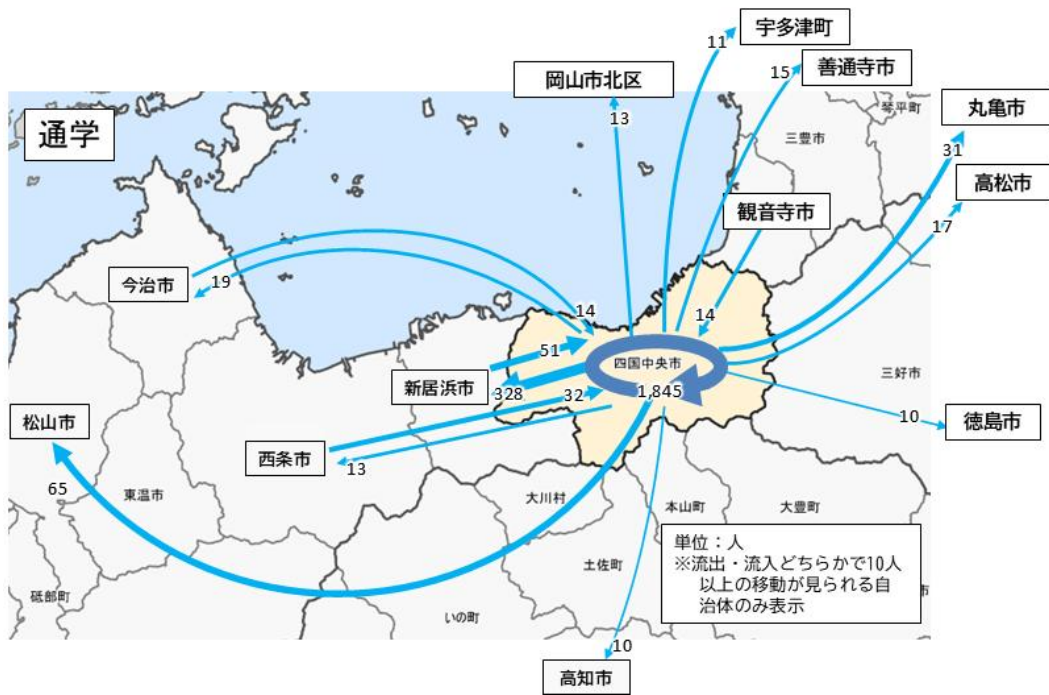 通学
宇多津町
11
岡山市北区
13
善通寺市
15
琴平町
丸亀市
31
三豊市
高松市
17
観音寺市
14
今治市
19
14
51
四国中央市
1,845
新居浜市
328
32
三好市
松山市
65
西条市
13
10
徳島市
東温市
大川村
本山町
大豊町
土佐町
砥部町
いの町
単位：人
※流出・流入どちらかで10人
以上の移動が見られる自
治体のみ表示
市
10
高知市